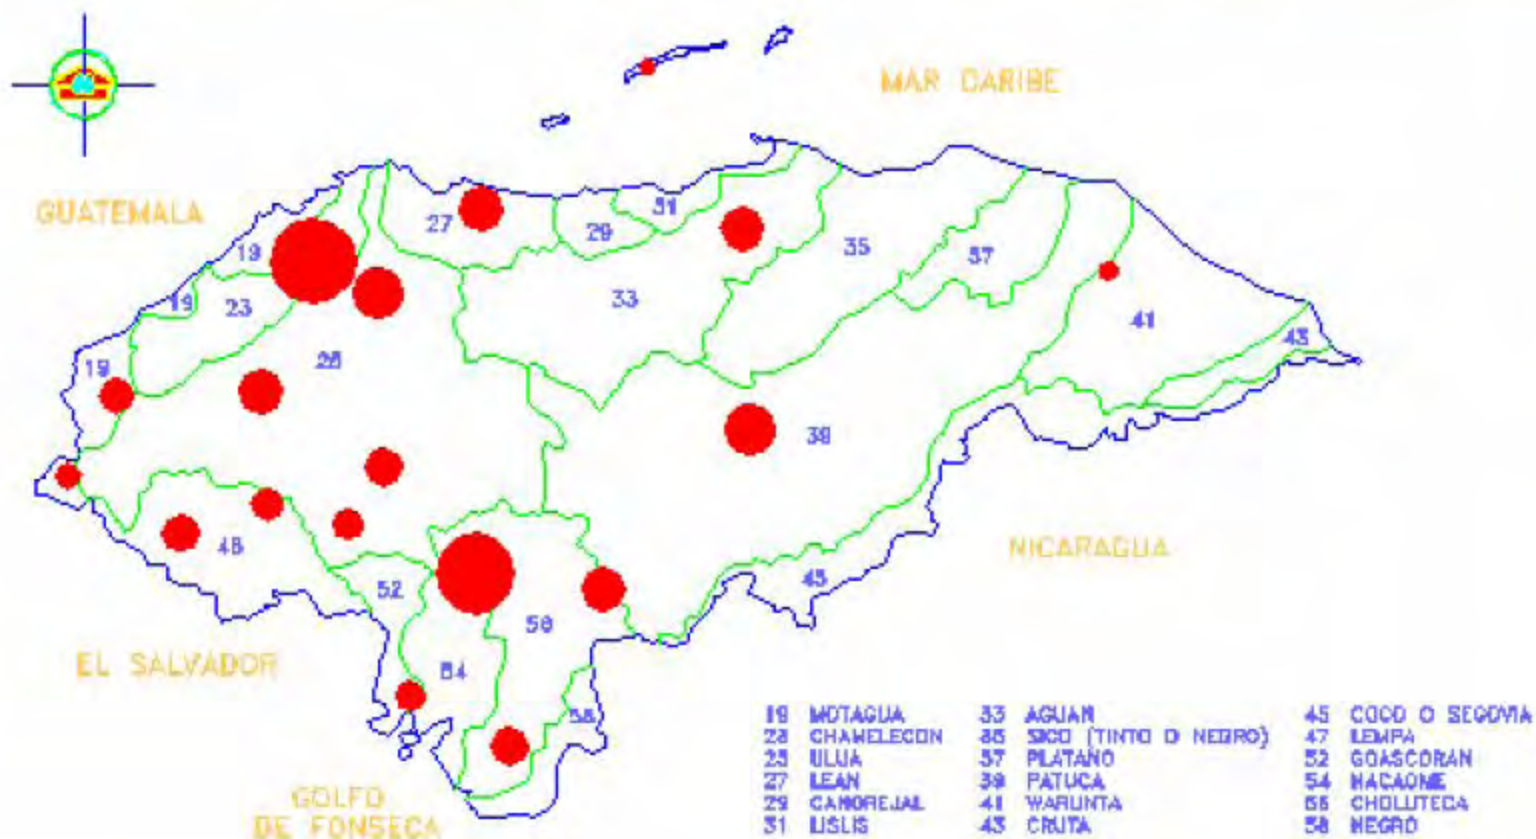 MAR CARIBE
GUATEMALA
27
31
29
19
35
37
19
23
33
41
19
25
43
39
48
NICARAGUA
52
45
50
EL SALVADOR
54
58
GOLFO
DE FONSECA
19 MOTAGUA
23 CHAMELECON
25 ULUA
27 LEAN
29 CANGREJAL
31 LISLIS
33 AGUAN
35 SICO (TINTO O NEGRO)
37 PLATANO
39 PATUCA
41 WARUNTA
43 CRUTA
45 COCO O SEGOVIA
47 LEMPA
52 GOASCORAN
54 NACAOME
56 CHOLUTECA
58 NEGRO